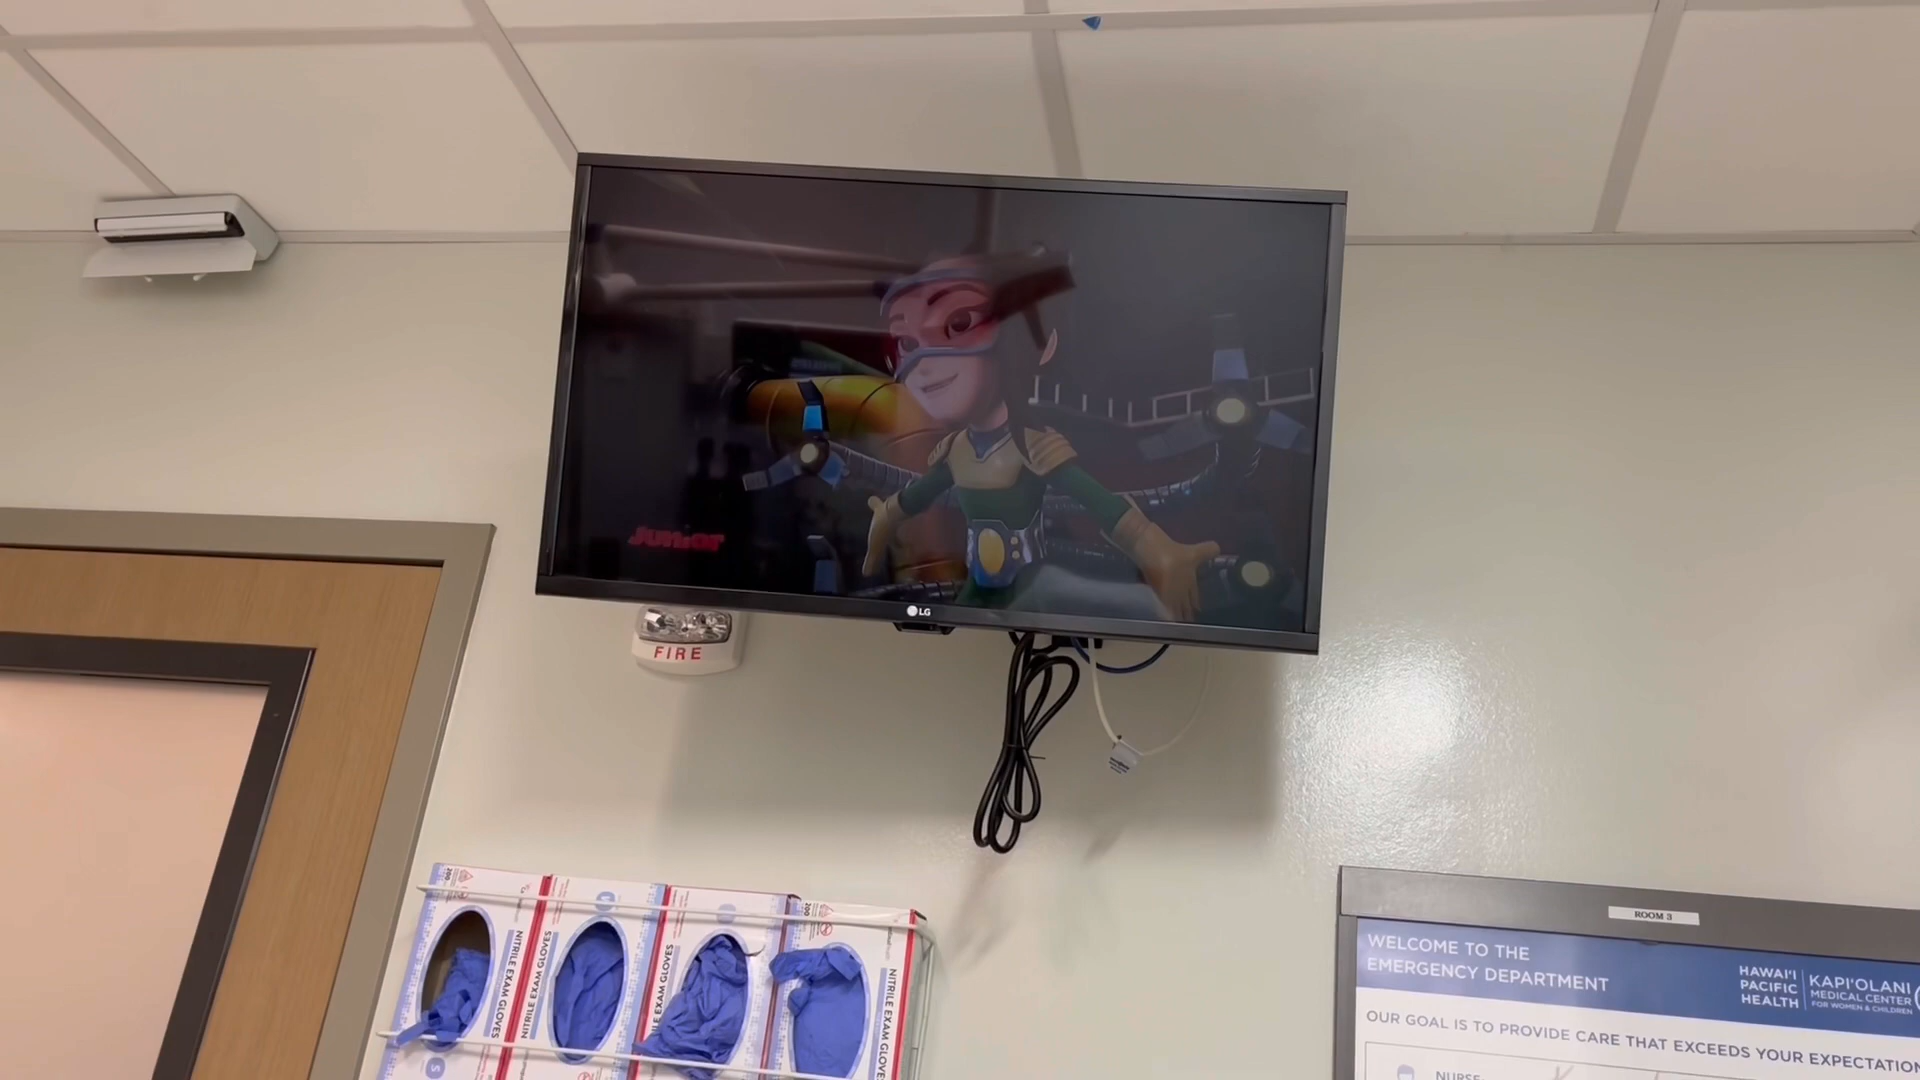 JUNIOR
LG
FIRE
200
NITRILE EXAM GLOVES
NITRILE EXAM GLOVES
NITRILE EXAM GLOVES
200
NITRILE EXAM GLOVES
S
ROOM 3
WELCOME TO THE
EMERGENCY DEPARTMENT
HAWAI'I
PACIFIC
HEALTH
KAPI'OLANI
MEDICAL CENTER
FOR WOMEN & CHILDREN
OUR GOAL IS TO PROVIDE CARE THAT EXCEEDS YOUR EXPECTATION
NURSE